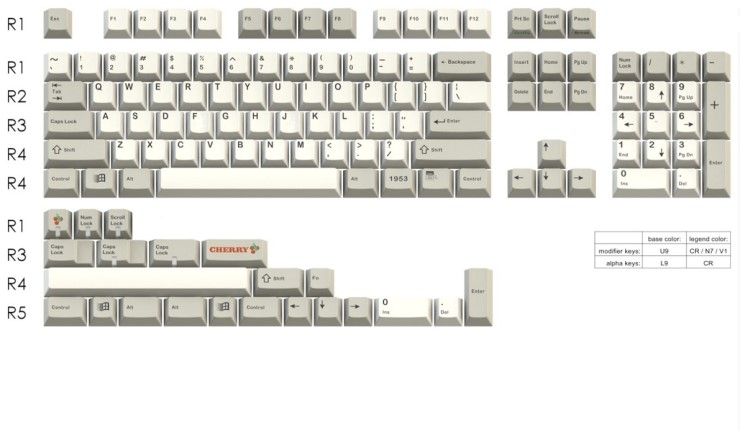 R1 Esc F1 F2 F3 F4 F5 F6 F7 F8 F9 F10 F11 F12 Prt Sc Scroll Lock Pause
R1 ~ ! 1 @ 2 # 3 $ 4 % 5 ^ 6 & 7 * 8 ( 9 ) 0 - + = ← Backspace Insert Home Pg Up Num Lock / * -
R2 Tab Q W E R T Y U I O P { [ } ] | \ Delete End Pg Dn 7 Home 8 ↑ 9 Pg Up +
R3 Caps Lock A S D F G H J K L : ; " ' Enter 4 ← 5 6 →
R4 Shift Z X C V B N M < , > . ? / Shift ↑ 1 End 2 ↓ 3 Pg Dn Enter
R4 Control Alt Alt 1953 Control ← ↓ → 0 Ins . Del
R1 Num Lock Scroll Lock
R3 Caps Lock Caps Lock Caps Lock CHERRY
R4 Shift Fn Enter
R5 Control Alt Alt Control ← ↓ → 0 Ins . Del
base color: legend color:
modifier keys: U9 CR / N7 / V1
alpha keys: L9 CR